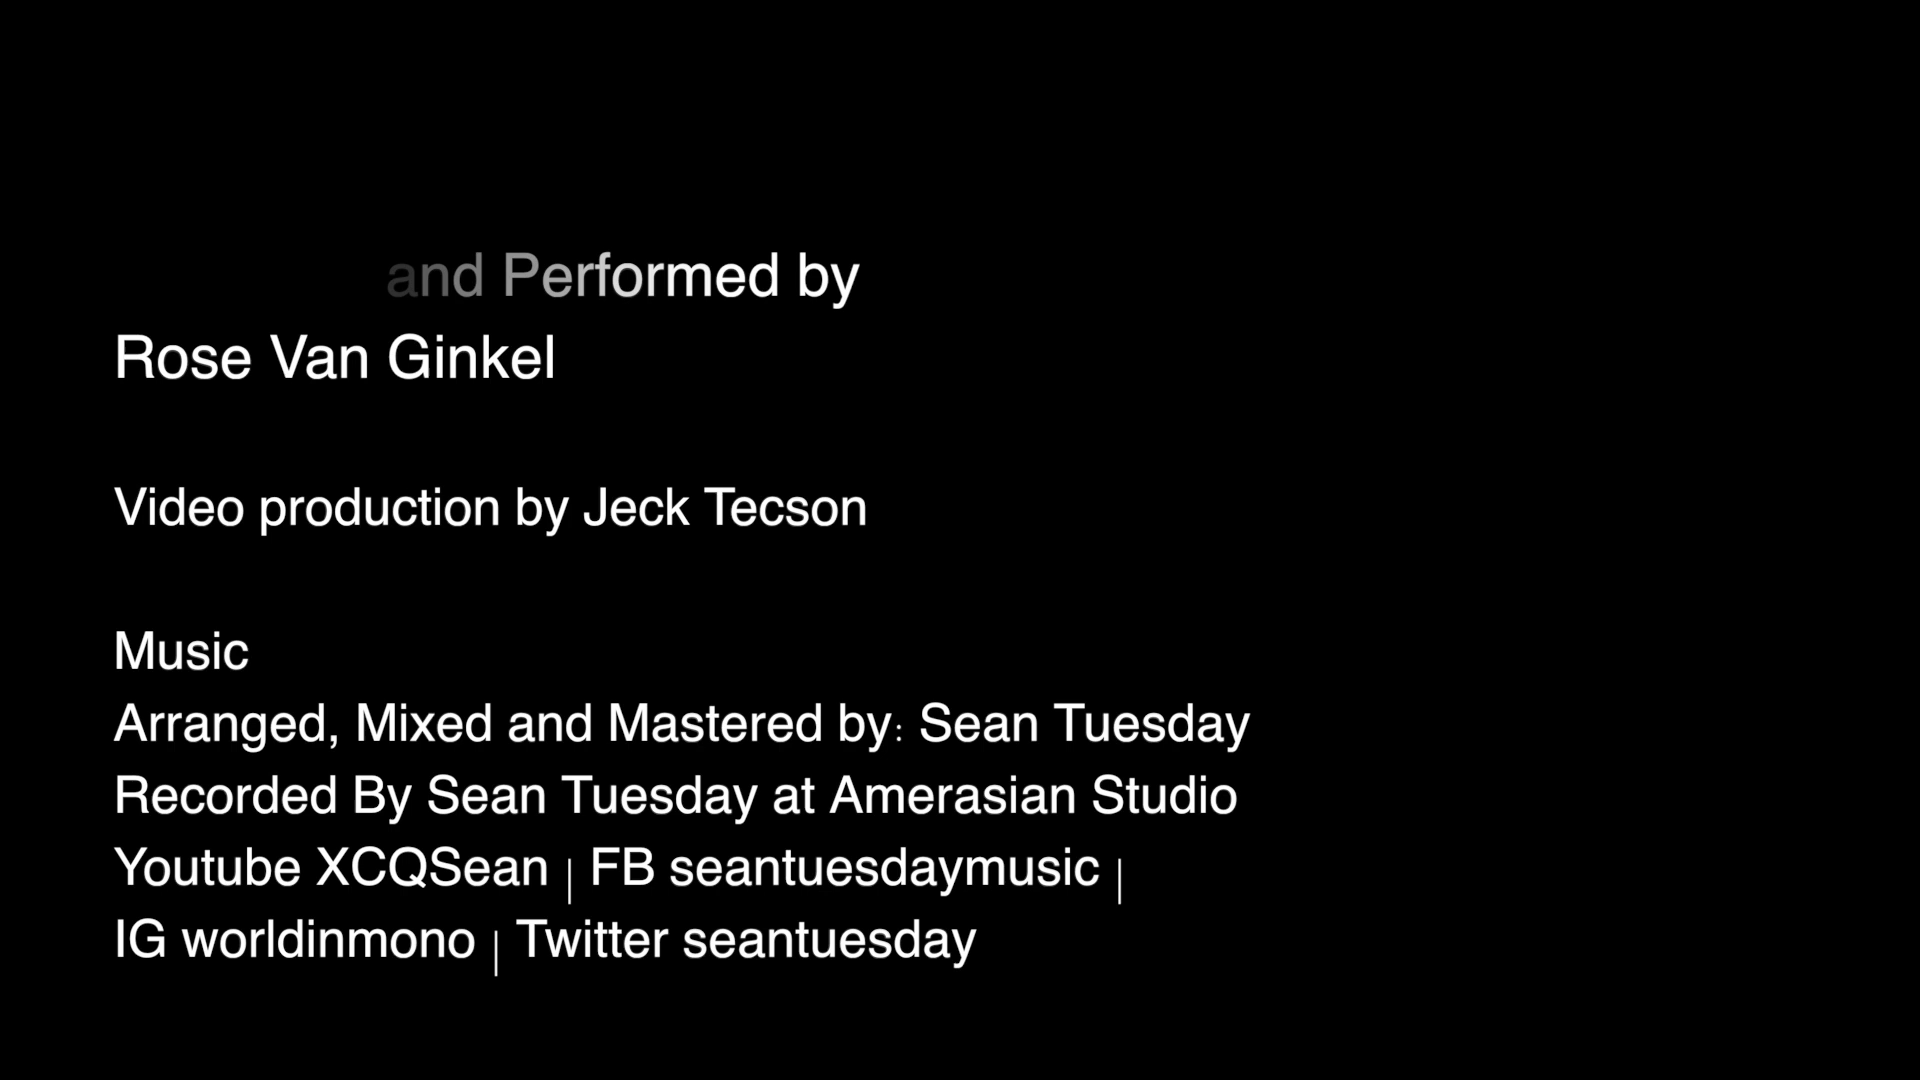 and Performed by
Rose Van Ginkel
Video production by Jeck Tecson
Music
Arranged, Mixed and Mastered by: Sean Tuesday
Recorded By Sean Tuesday at Amerasian Studio
Youtube XCQSean | FB seantuesdaymusic |
IG worldinmono | Twitter seantuesday